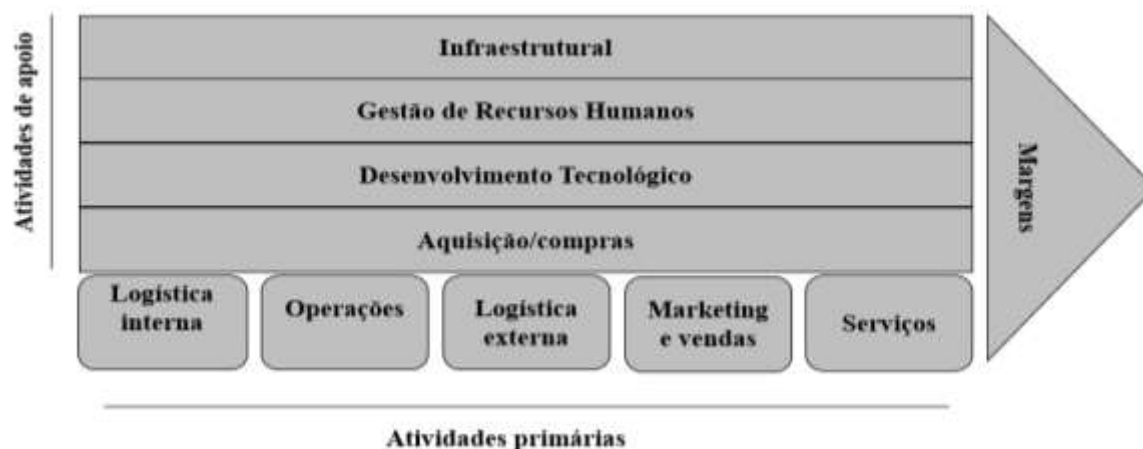 Atividades de apoio
Infraestrutural
Gestão de Recursos Humanos
Desenvolvimento Tecnológico
Aquisição/compras
Margens
Logística
interna
Operações
Logística
externa
Marketing
e vendas
Serviços
Atividades primárias